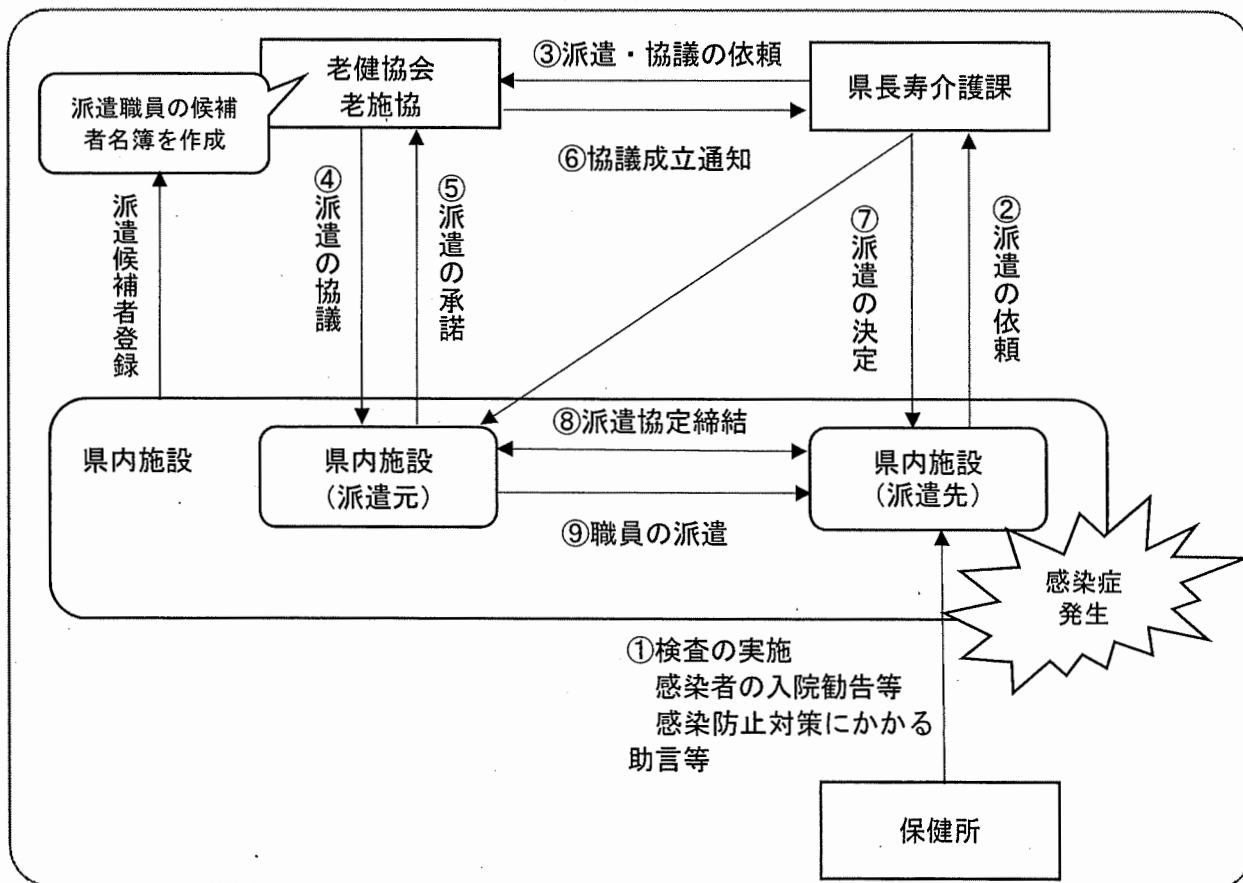 老健協会
老施協
派遣職員の候補
者名簿を作成
③派遣・協議の依頼
県長寿介護課
⑥協議成立通知
派遣候補者登録
④派遣の協議
⑤派遣の承諾
⑦派遣の決定
②派遣の依頼
県内施設
県内施設
(派遣元)
⑧派遣協定締結
県内施設
(派遣先)
⑨職員の派遣
感染症
発生
①検査の実施
感染者の入院勧告等
感染防止対策にかかる
助言等
保健所